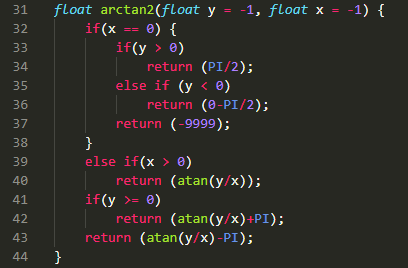 31 float arctan2(float y = -1, float x = -1) {
32 if(x == 0) {
33 if(y > 0)
34 return (PI/2);
35 else if (y < 0)
36 return (0-PI/2);
37 return (-9999);
38 }
39 else if(x > 0)
40 return (atan(y/x));
41 if(y >= 0)
42 return (atan(y/x)+PI);
43 return (atan(y/x)-PI);
44 }